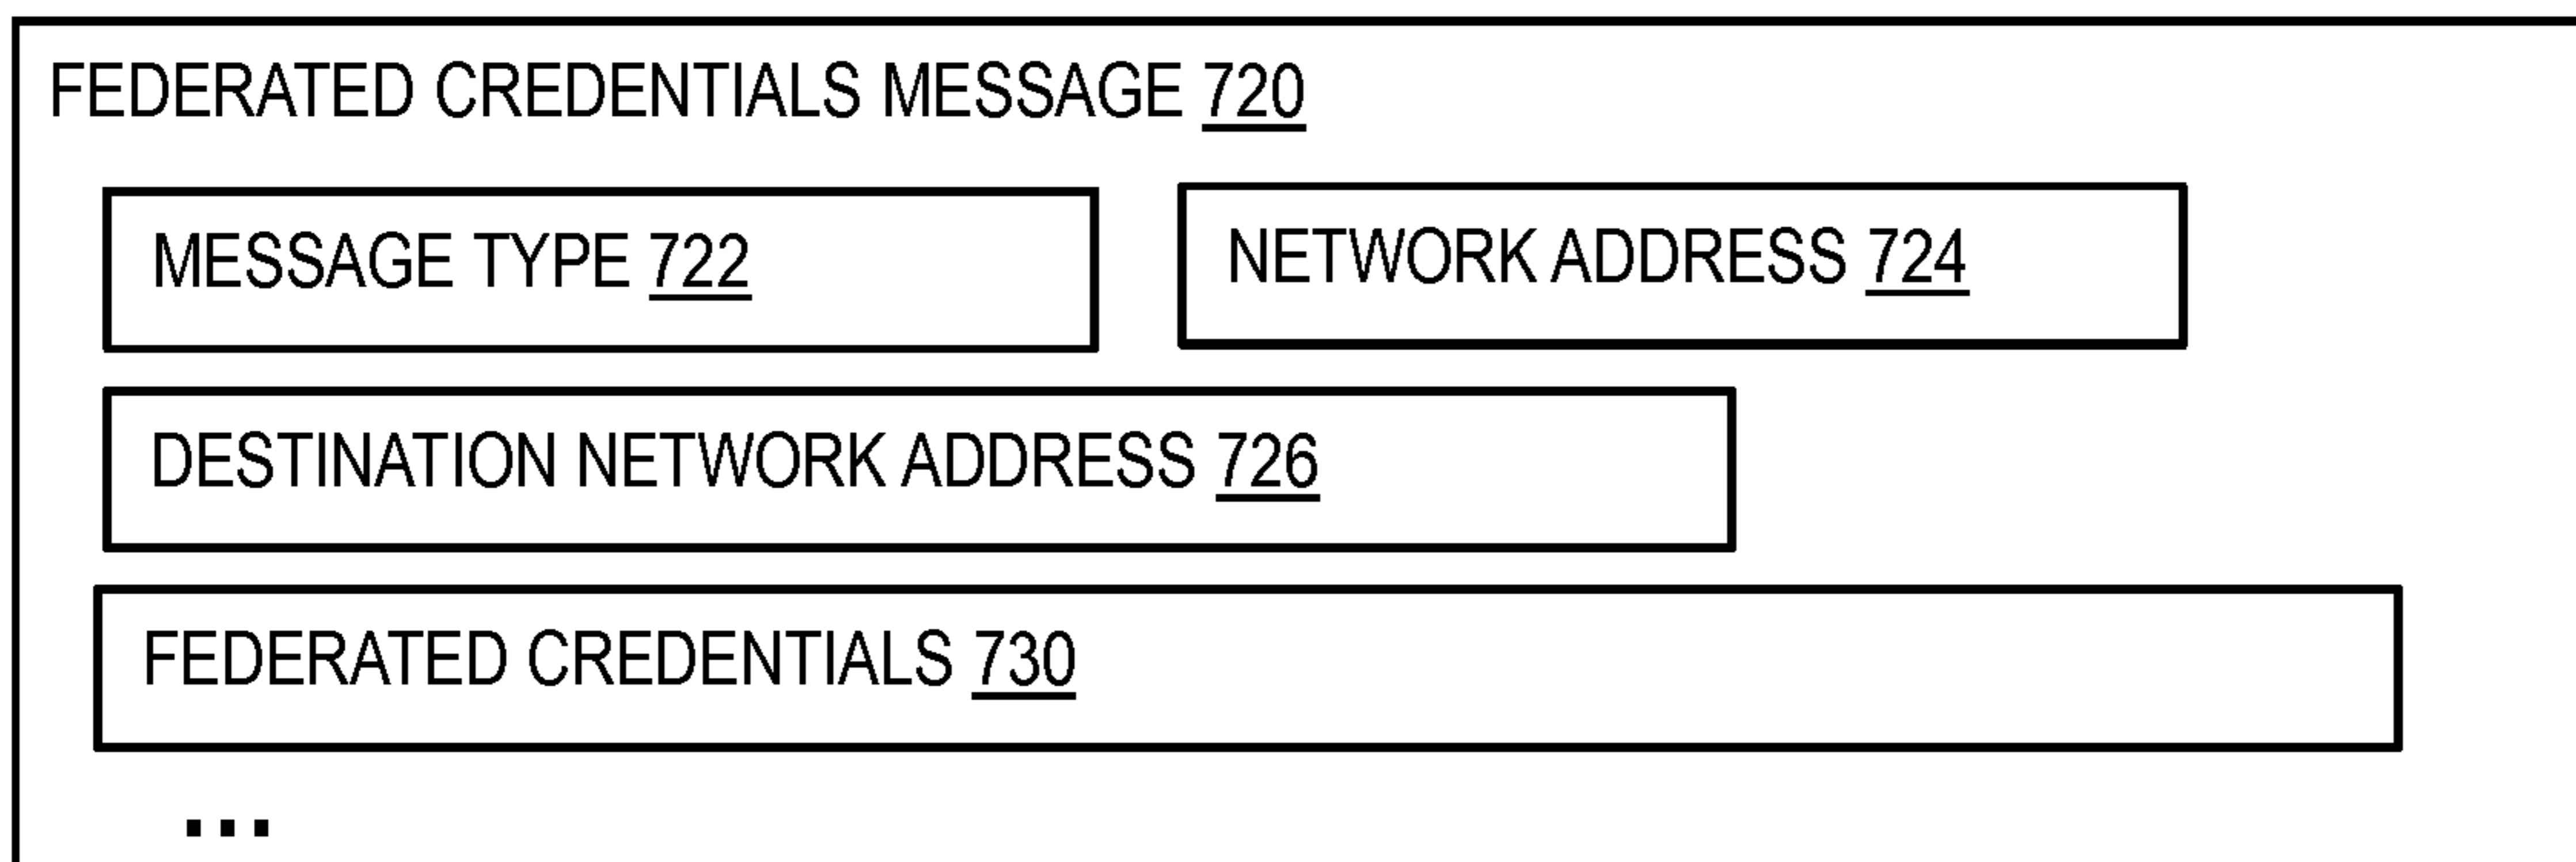 FEDERATED CREDENTIALS MESSAGE 720
MESSAGE TYPE 722
NETWORK ADDRESS 724
DESTINATION NETWORK ADDRESS 726
FEDERATED CREDENTIALS 730
...